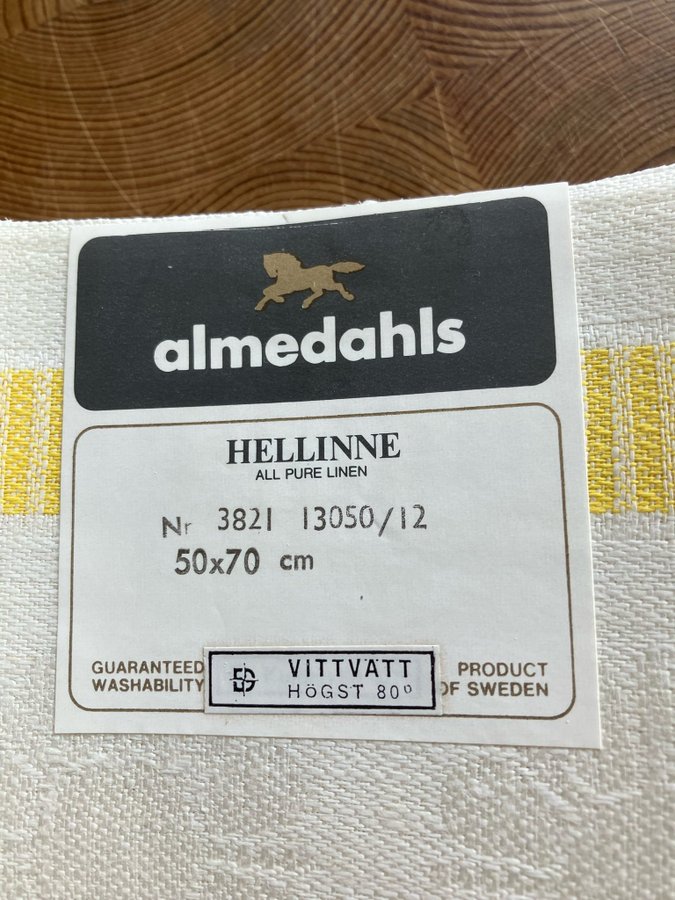 almedahls
HELLINNE
ALL PURE LINEN
Nr 3821 13050/12
50x70 cm
GUARANTEED
WASHABILITY
VITTVÄTT
HÖGST 80°
PRODUCT
OF SWEDEN